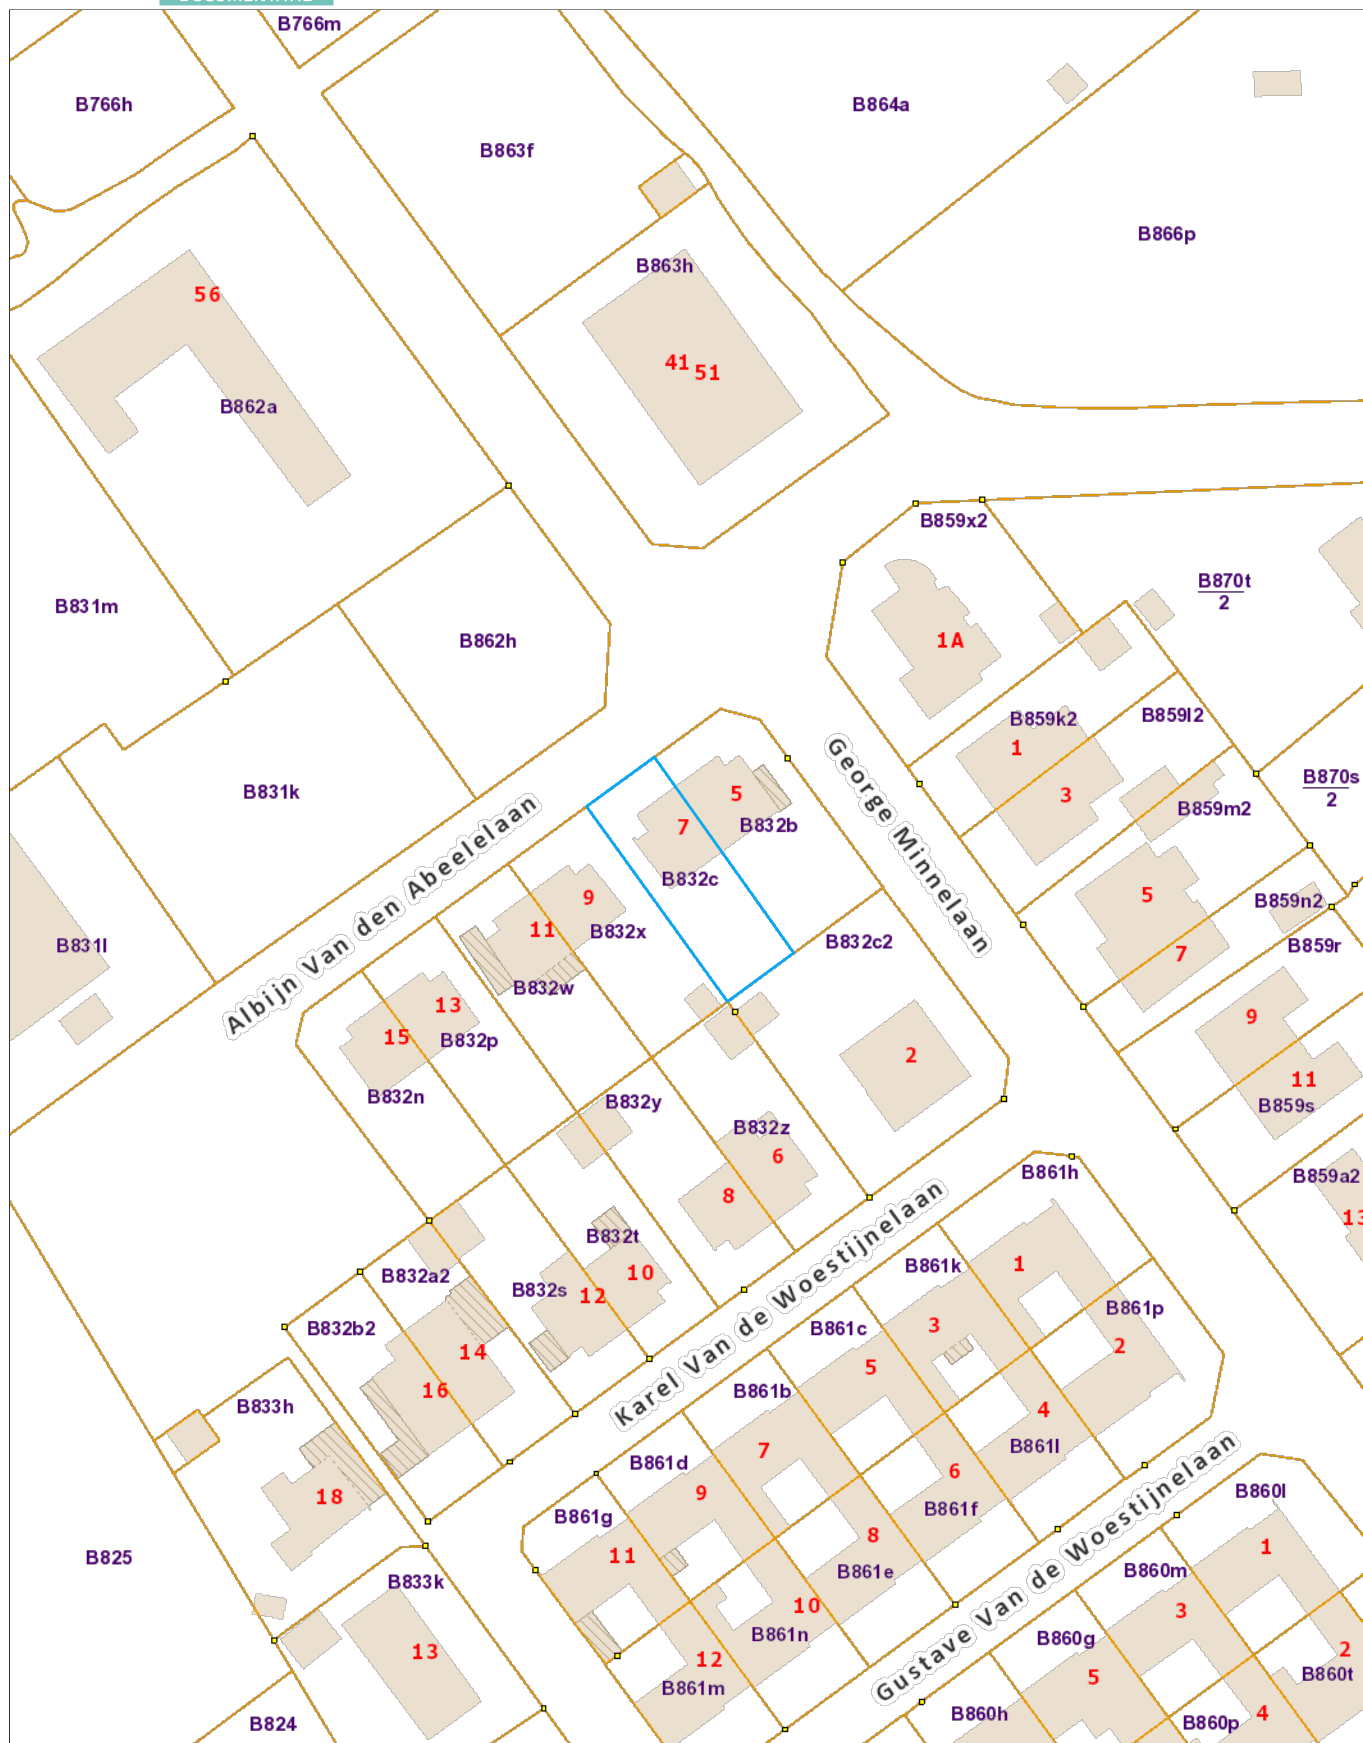 B766m
B766h
B864a
B863f
B866p
B863h
56
41
51
B862a
B859x2
B870t
2
B831m
B862h
1A
B859k2
B859l2
1
B870s
2
B831k
5
3
B832b
B859m2
7
George Minnelaan
B832c
5
9
B859n2
B832x
11
B832c2
B859r
B831l
7
Albijn Van den Abeelelaan
B832w
13
9
15
B832p
2
11
B832n
B832y
B859s
B832z
6
B861h
B859a2
8
13
B832t
B861k
1
B832a2
10
B832s
12
B861p
B832b2
B861c
3
Karel Van de Woestijnelaan
14
2
5
16
B861b
B833h
4
7
B861l
B861d
6
9
18
B860l
B861g
B861f
8
Gustave Van de Woestijnelaan
11
1
B825
B861e
B860m
B833k
10
3
B861n
B860g
13
12
2
B861m
B860t
5
B824
B860h
4
B860p